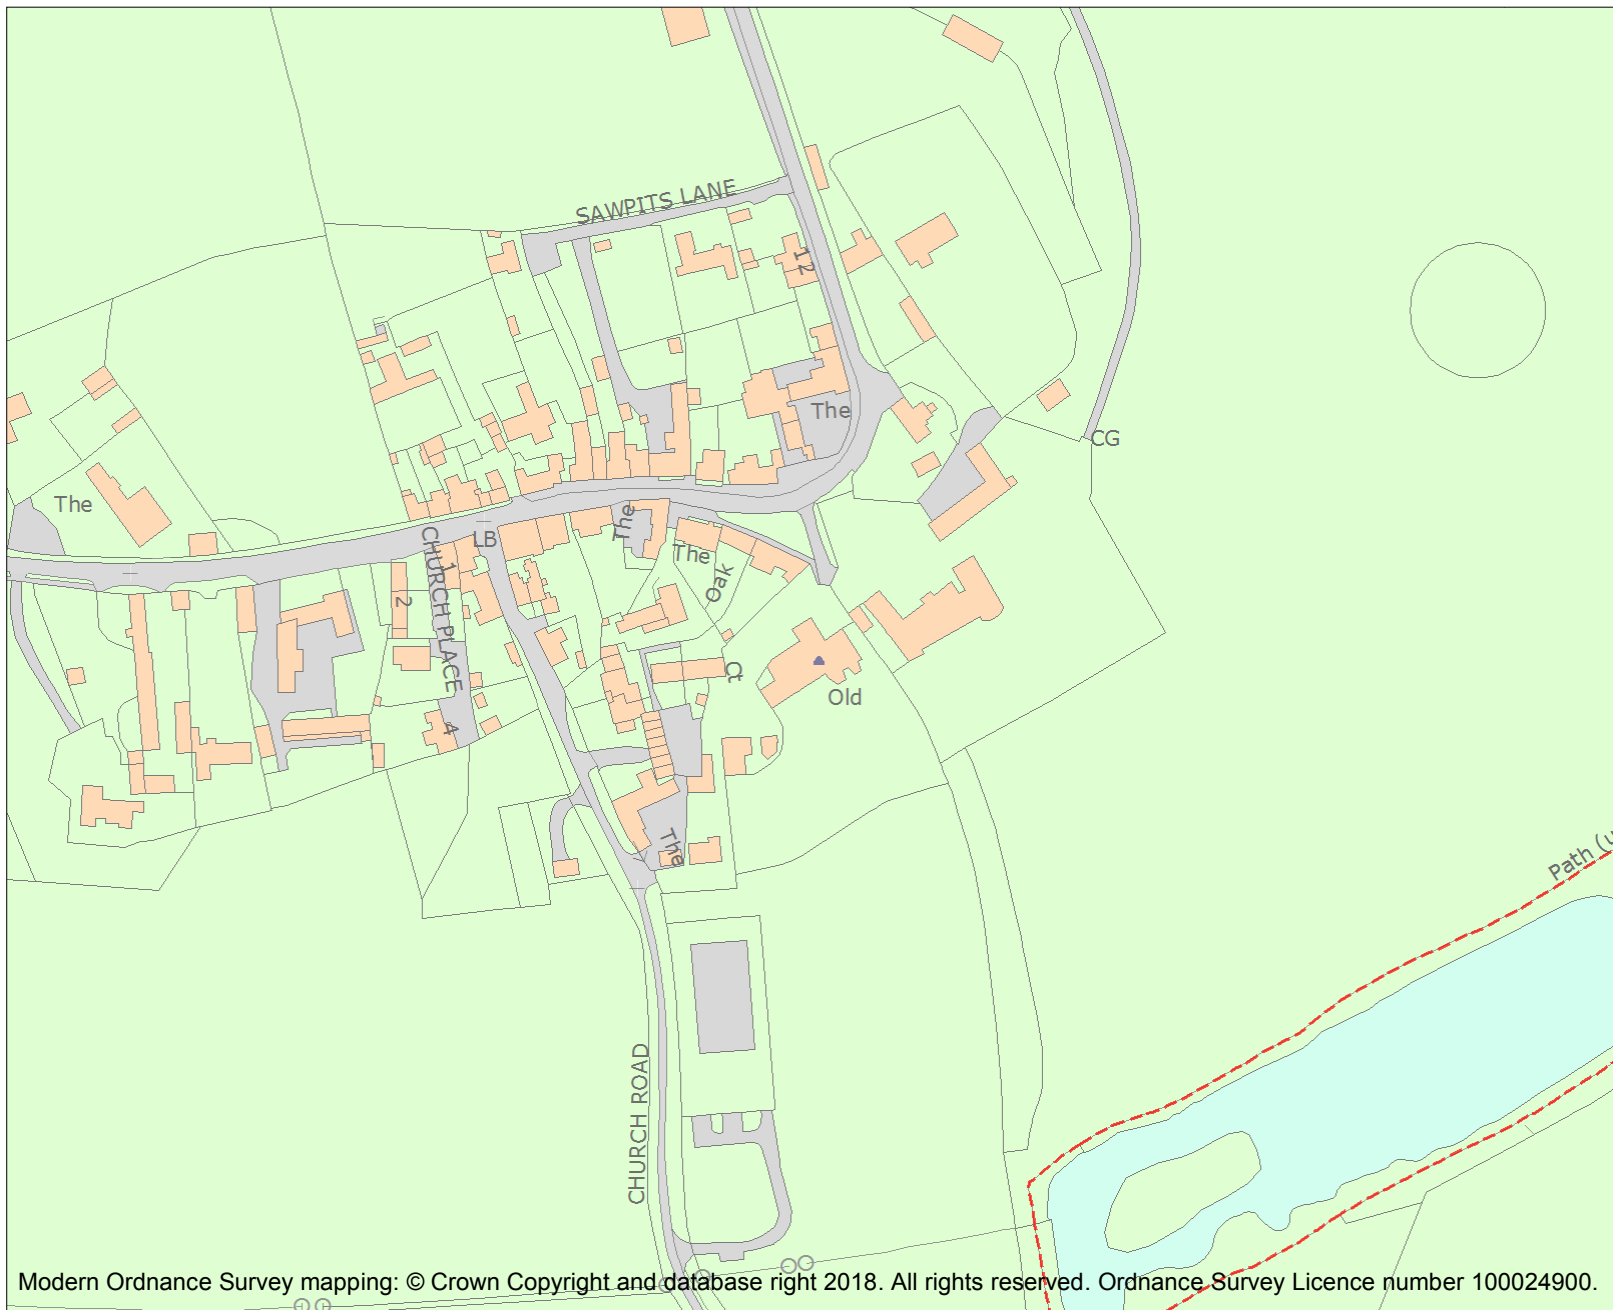 SAWPITS LANE
1 2
The
CG
The
LB
The
The
1
CHURCH PLACE
2
Oak
Ct
Old
4
The
Path (u
CHURCH ROAD
Modern Ordnance Survey mapping: © Crown Copyright and database right 2018. All rights reserved. Ordnance Survey Licence number 100024900.